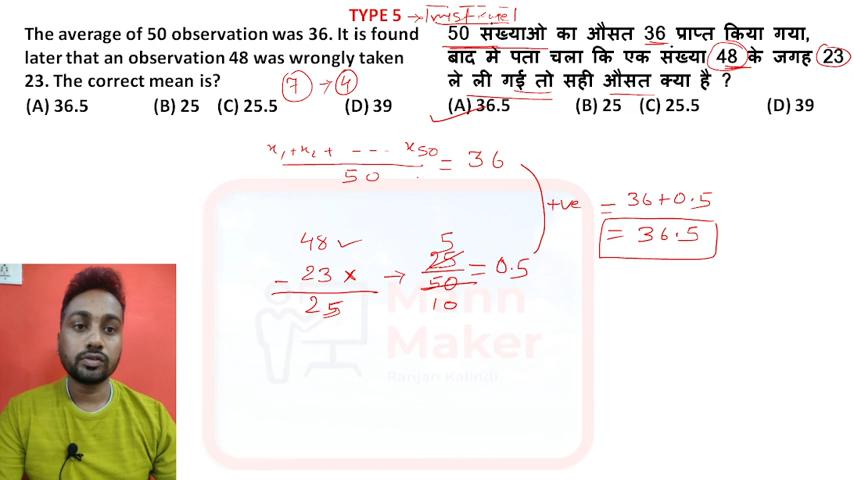 TYPE 5 →
The average of 50 observation was 36. It is found
later that an observation 48 was wrongly taken
23. The correct mean is?
7 → 4
(A) 36.5 (B) 25 (C) 25.5 (D) 39
50 संख्याओ का औसत 36 प्राप्त किया गया,
बाद मे पता चला कि एक संख्या 48 के जगह 23
ले ली गई तो सही औसत क्या है ?
(A) 36.5 (B) 25 (C) 25.5 (D) 39
x₁+x₂+ --- x50 / 50 = 36
48 ✓
- 23 ×
25
→ 25/50 = 0.5
5
10
+ve
= 36+0.5
= 36.5
Maker
Ranjan Kalindi